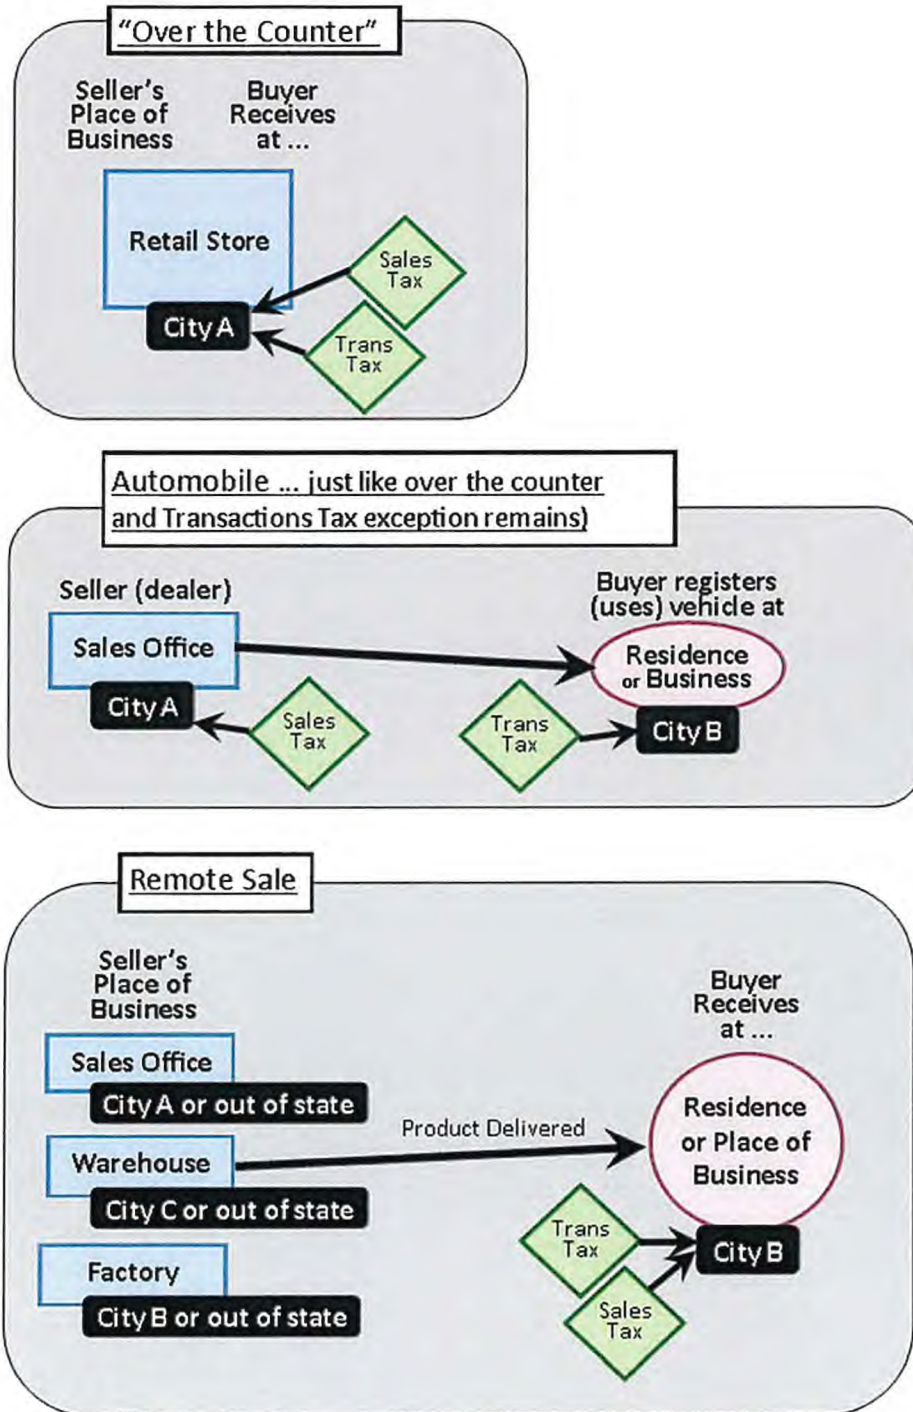 “Over the Counter”
Seller’s
Place of
Business
Buyer
Receives
at ...
Retail Store
Sales
Tax
City A
Trans
Tax
Automobile ... just like over the counter
and Transactions Tax exception remains)
Seller (dealer)
Buyer registers
(uses) vehicle at
Sales Office
Residence
or Business
City A
Sales
Tax
Trans
Tax
City B
Remote Sale
Seller’s
Place of
Business
Buyer
Receives
at ...
Sales Office
City A or out of state
Product Delivered
Residence
or Place of
Business
Warehouse
City C or out of state
Trans
Tax
City B
Factory
City B or out of state
Sales
Tax